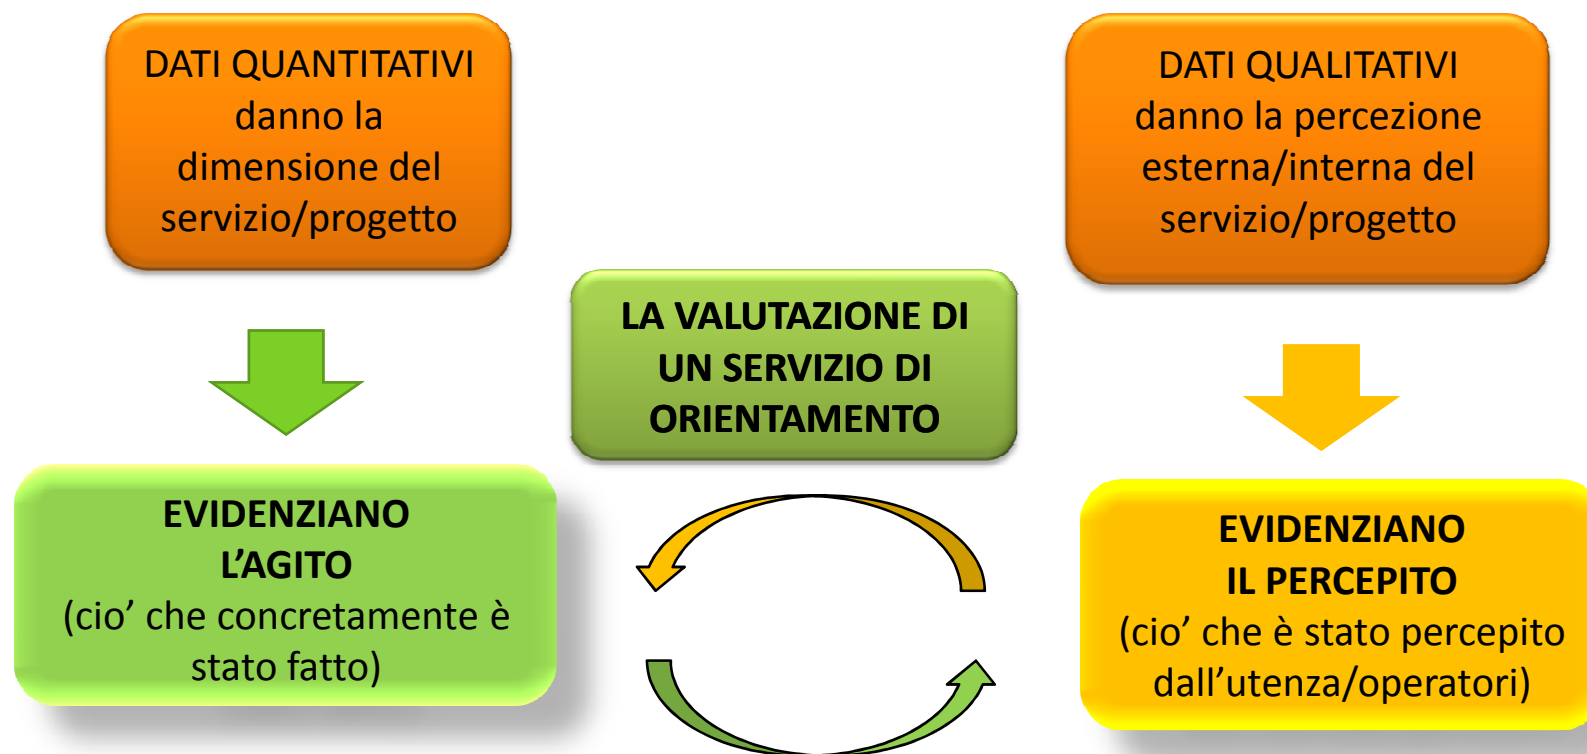 DATI QUANTITATIVI
danno la
dimensione del
servizio/progetto
DATI QUALITATIVI
danno la percezione
esterna/interna del
servizio/progetto
LA VALUTAZIONE DI
UN SERVIZIO DI
ORIENTAMENTO
EVIDENZIANO
L’AGITO
(cio’ che concretamente è
stato fatto)
EVIDENZIANO
IL PERCEPITO
(cio’ che è stato percepito
dall’utenza/operatori)